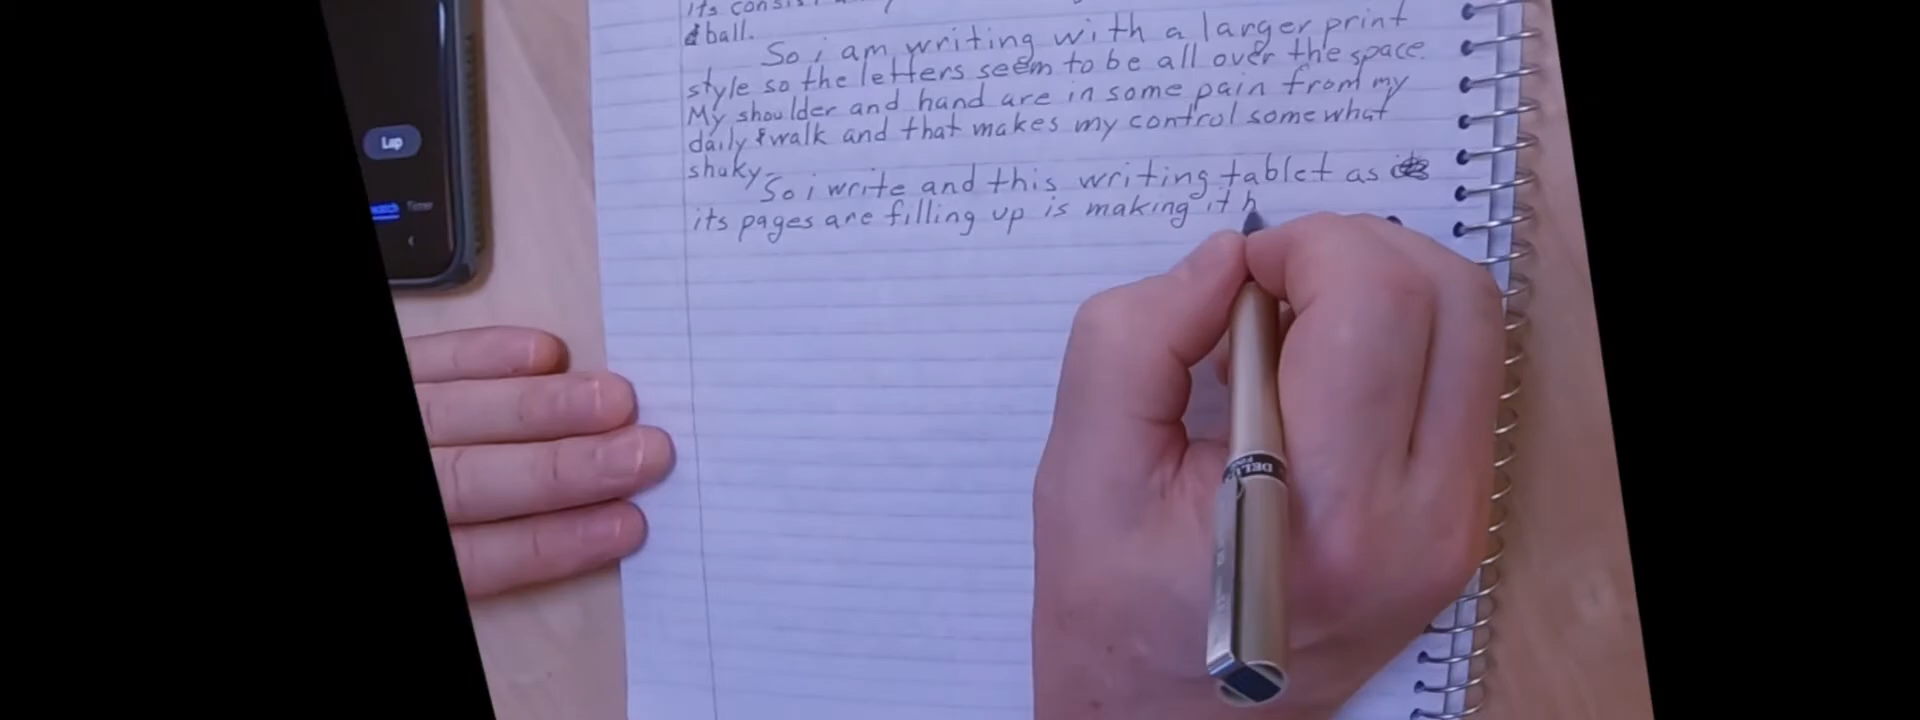 its
& ball.
So i am writing with a larger print
style so the letters seem to be all over the space.
My shoulder and hand are in some pain from my
daily walk and that makes my control somewhat
shaky.
So i write and this writing tablet as
its pages are filling up is making it h
Lap
Timer
DEL